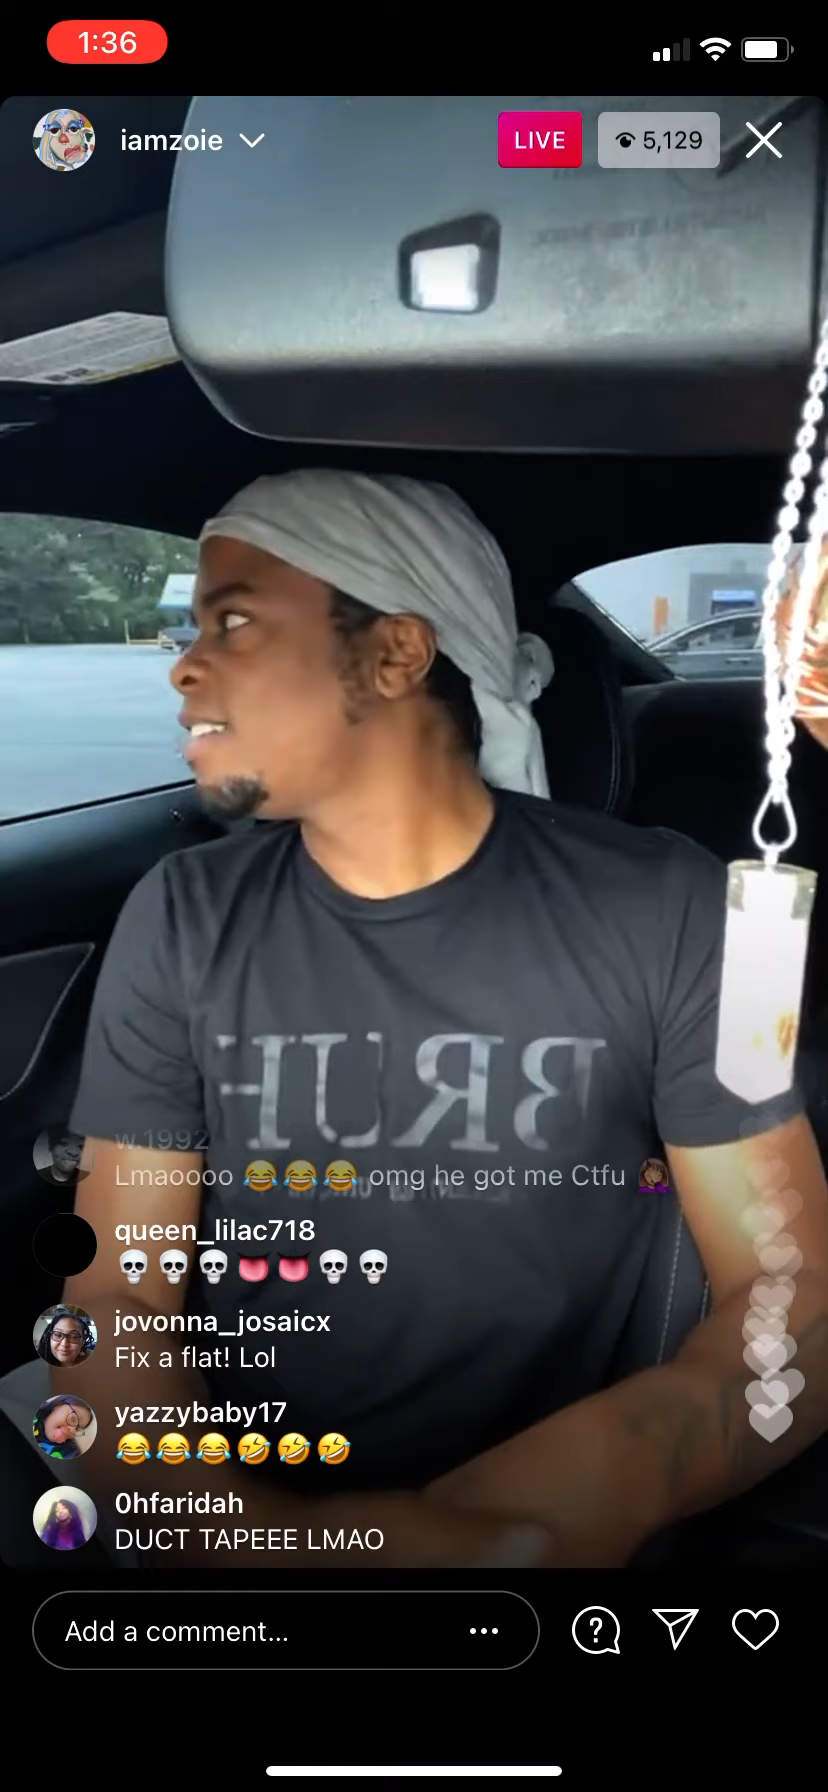 1:36
iamzoie
LIVE
5,129
BRUH
w.1992
Lmaoooo 😂😂😂 omg he got me Ctfu 🤦🏾‍♀️
queen_lilac718
💀💀💀👅👅💀💀
jovonna_josaicx
Fix a flat! Lol
yazzybaby17
😂😂😂🤣🤣🤣
0hfaridah
DUCT TAPEEE LMAO
Add a comment...